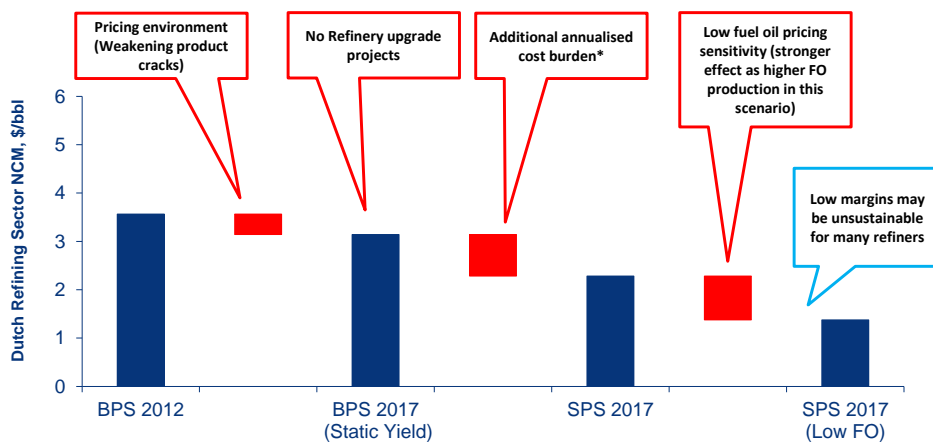 Pricing environment
(Weakening product
cracks)
No Refinery upgrade
projects
Additional annualised
cost burden*
Low fuel oil pricing
sensitivity (stronger
effect as higher FO
production in this
scenario)
Low margins may
be unsustainable
for many refiners
Dutch Refining Sector NCM, $/bbl
6
5
4
3
2
1
0
BPS 2012
BPS 2017
(Static Yield)
SPS 2017
SPS 2017
(Low FO)